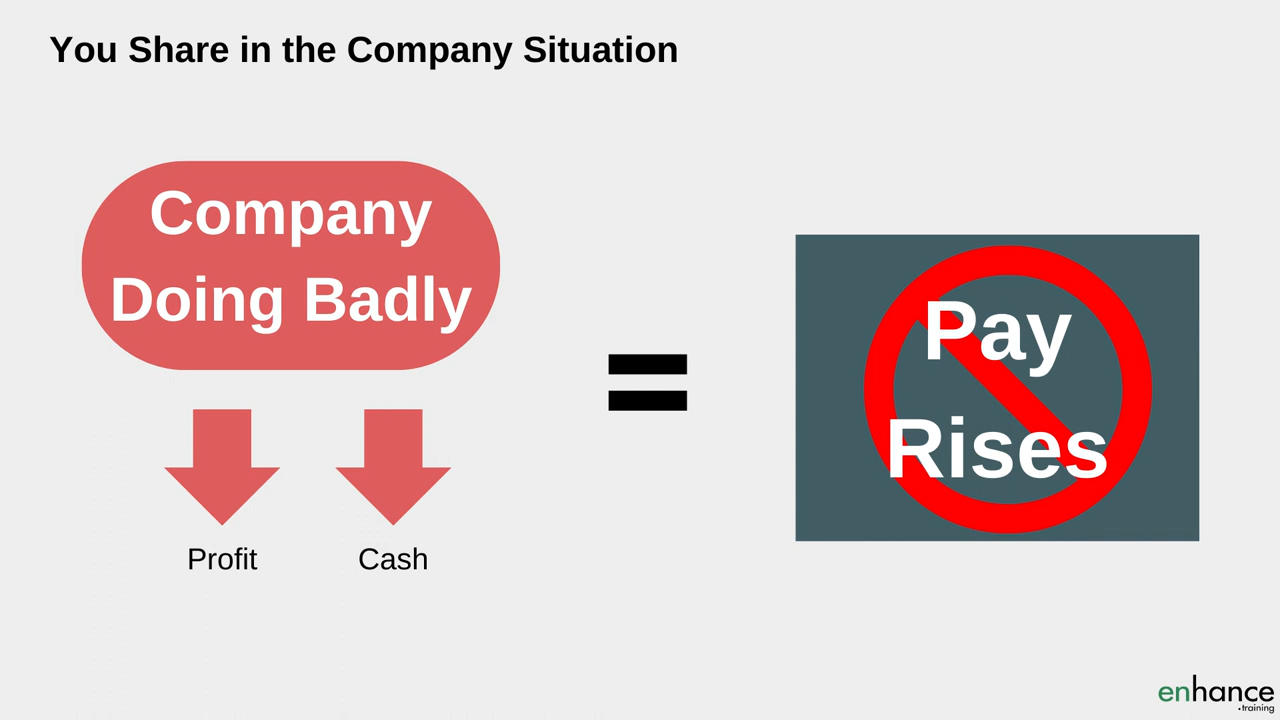 You Share in the Company Situation
Company
Doing Badly
Profit
Cash
=
Pay
Rises
enhance
.training